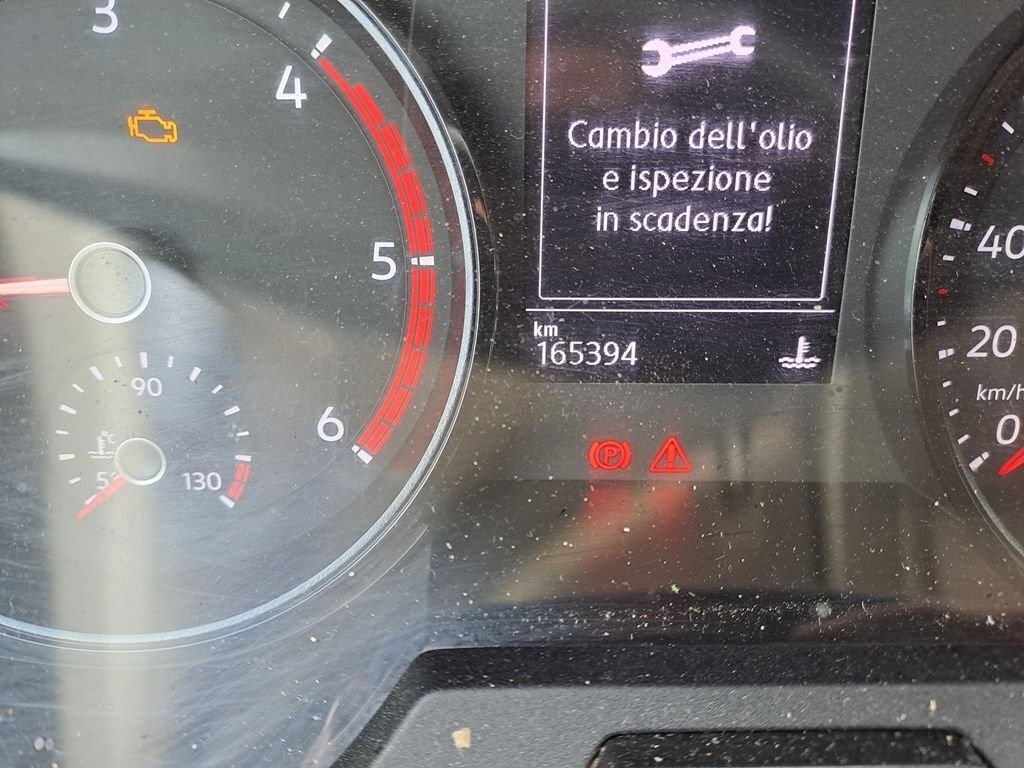 3
4
5
6
90
°C
130
Cambio dell'olio
e ispezione
in scadenza!
km
165394
P
40
20
km/h
0